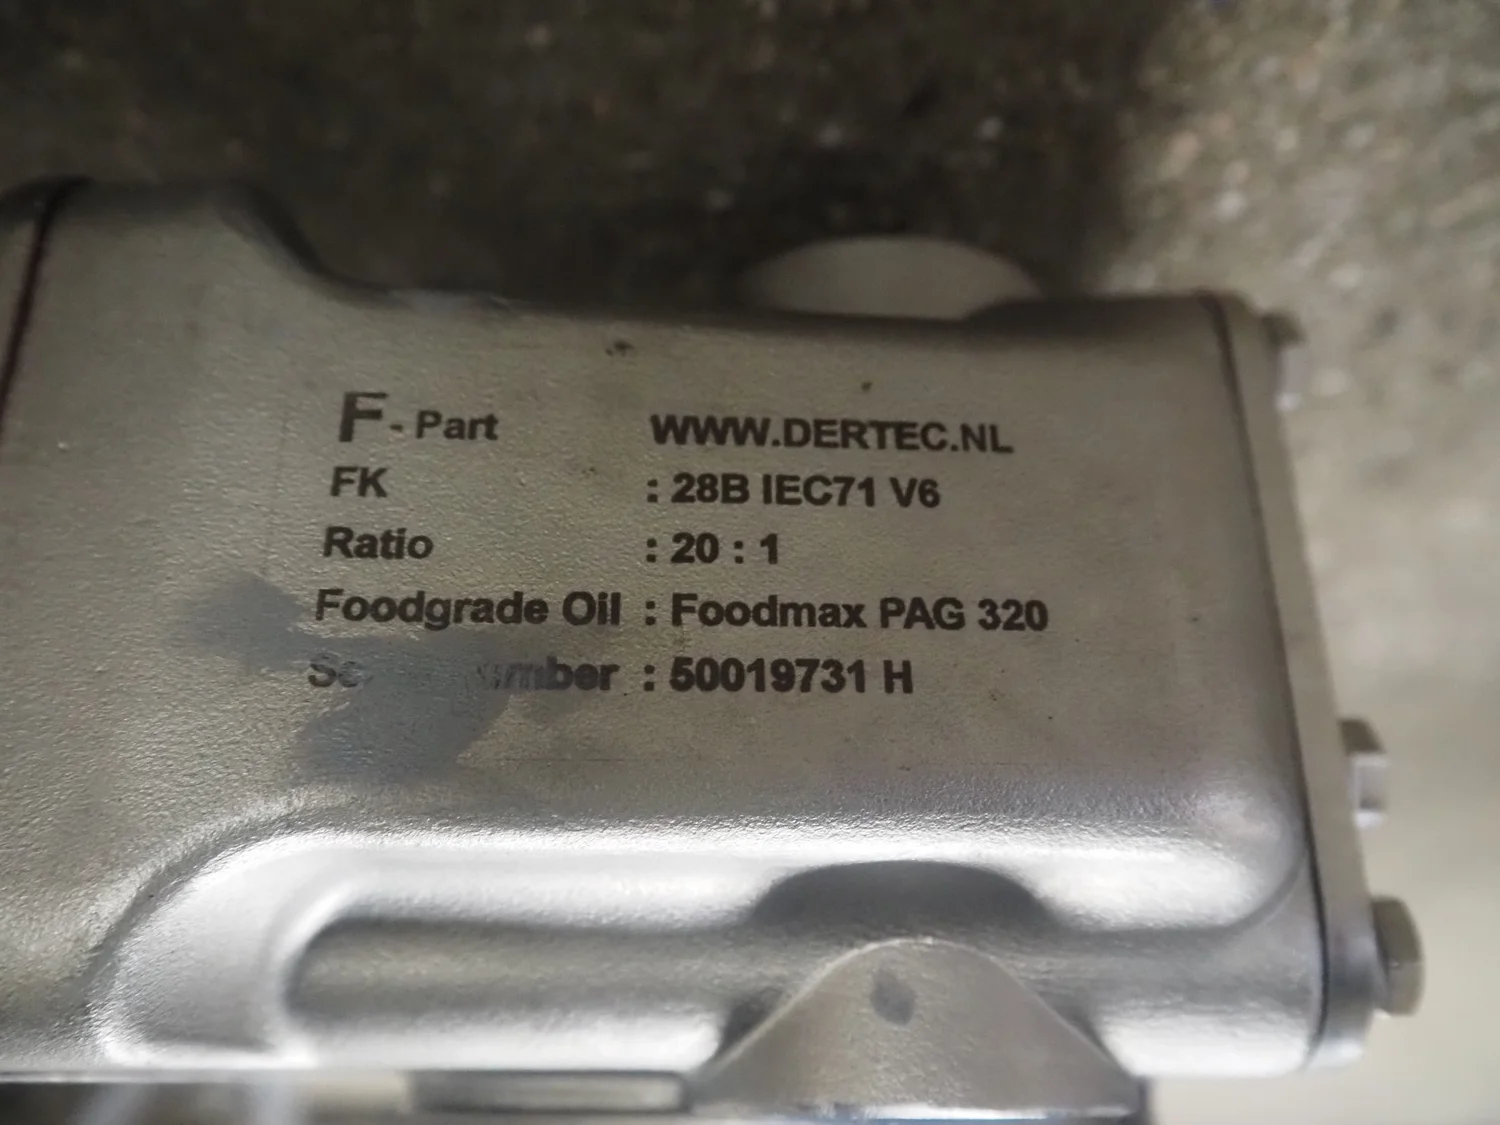 F - Part WWW.DERTEC.NL
FK : 28B IEC71 V6
Ratio : 20 : 1
Foodgrade Oil : Foodmax PAG 320
: 50019731 H